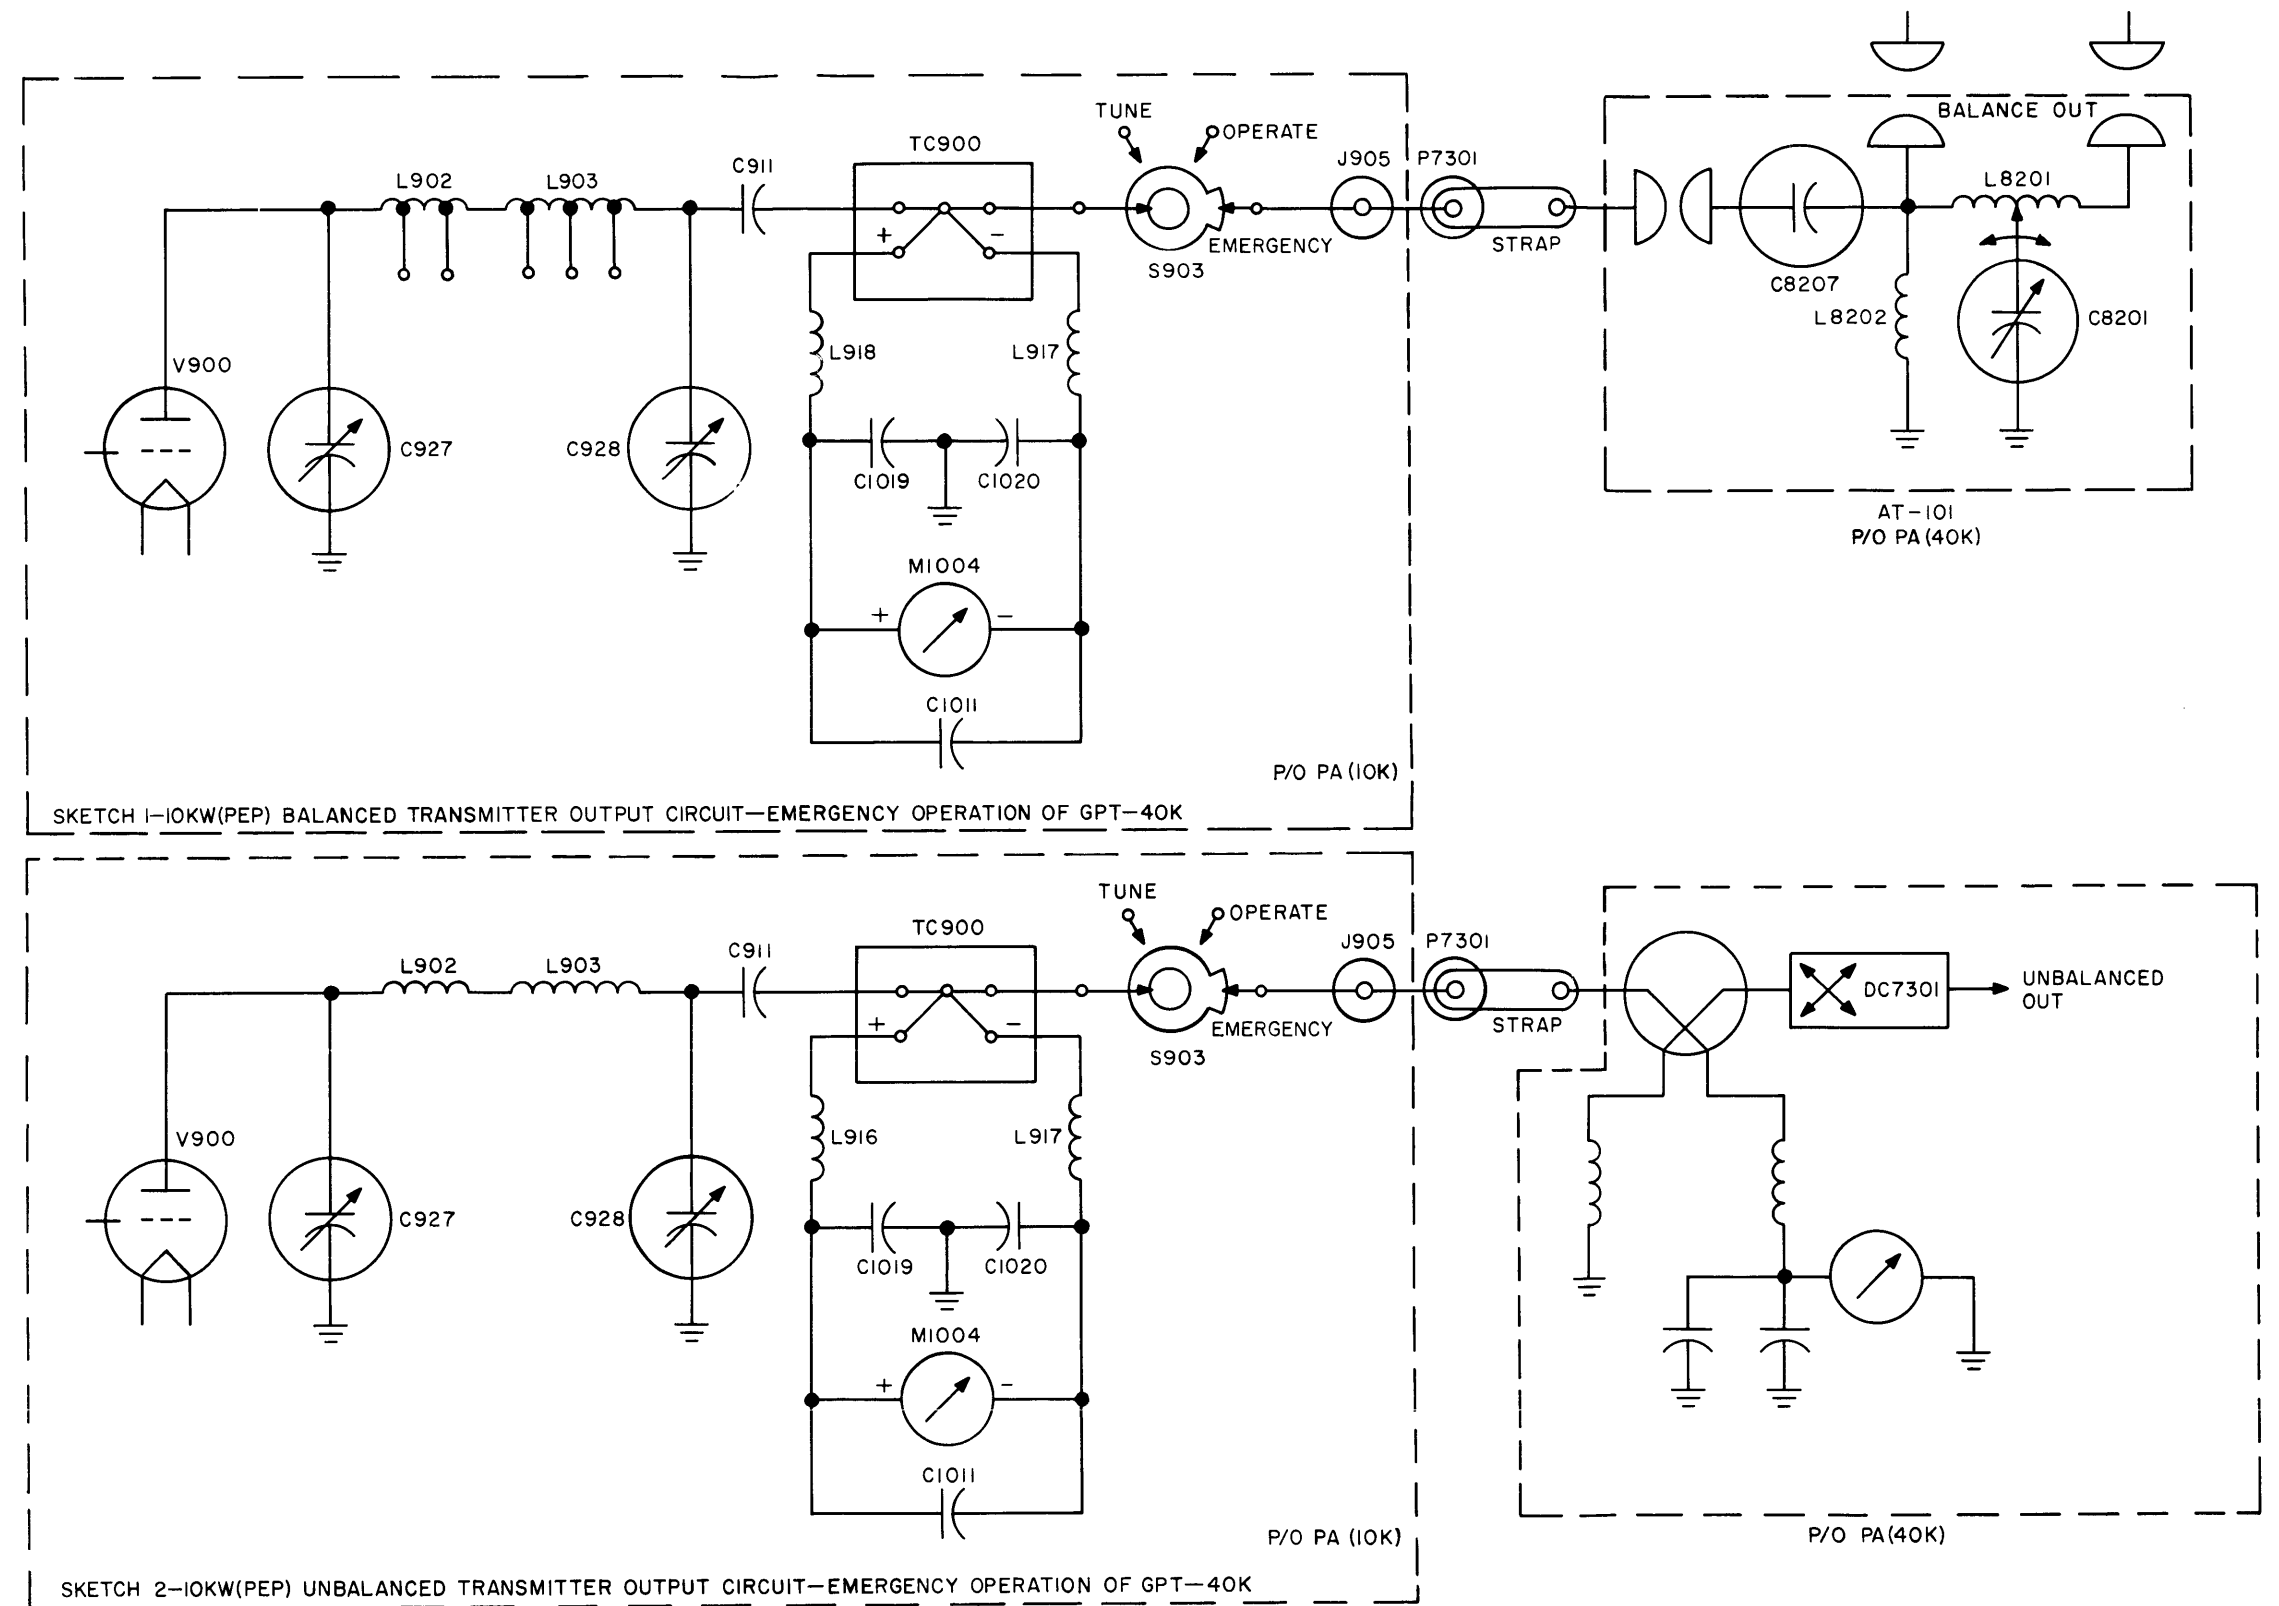 TUNE
OPERATE
TC900
C911
L902
L903
J905
P7301
BALANCE OUT
L8201
+
−
EMERGENCY
STRAP
S903
C8207
L8202
C8201
V900
L918
L917
C927
C928
C1019
C1020
AT-101
P/O PA (40K)
M1004
+
−
C1011
P/O PA (10K)
SKETCH 1-10KW(PEP) BALANCED TRANSMITTER OUTPUT CIRCUIT-EMERGENCY OPERATION OF GPT-40K
TUNE
OPERATE
TC900
C911
L902
L903
J905
P7301
DC7301
UNBALANCED
OUT
+
−
EMERGENCY
STRAP
S903
V900
L916
L917
C927
C928
C1019
C1020
M1004
+
−
C1011
P/O PA (10K)
P/O PA(40K)
SKETCH 2-10KW(PEP) UNBALANCED TRANSMITTER OUTPUT CIRCUIT-EMERGENCY OPERATION OF GPT-40K